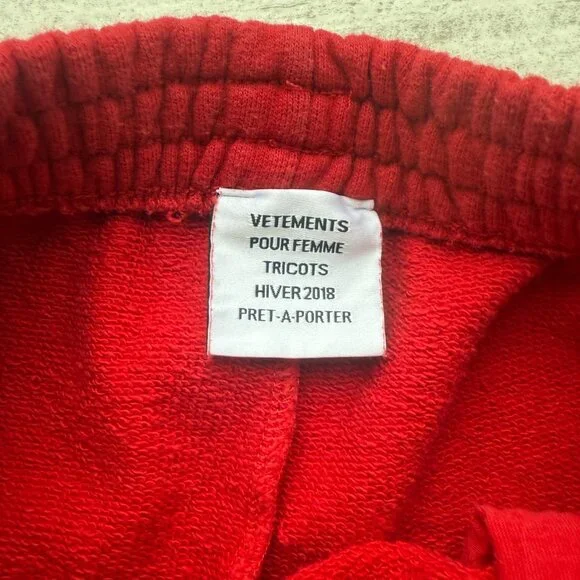 VETEMENTS
POUR FEMME
TRICOTS
HIVER 2018
PRET-A-PORTER